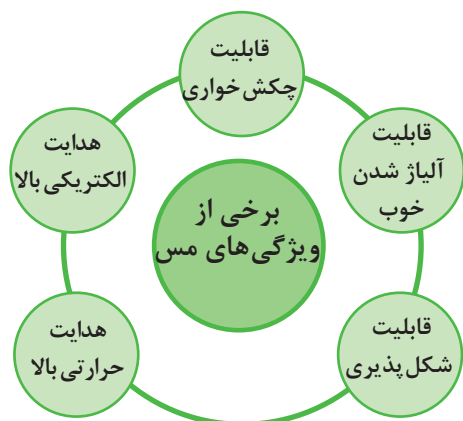 قابلیت
چکش‌خواری
قابلیت
آلیاژ شدن
خوب
هدایت
الکتریکی بالا
برخی از
ویژگی‌های مس
هدایت
حرارتی بالا
قابلیت
شکل‌پذیری